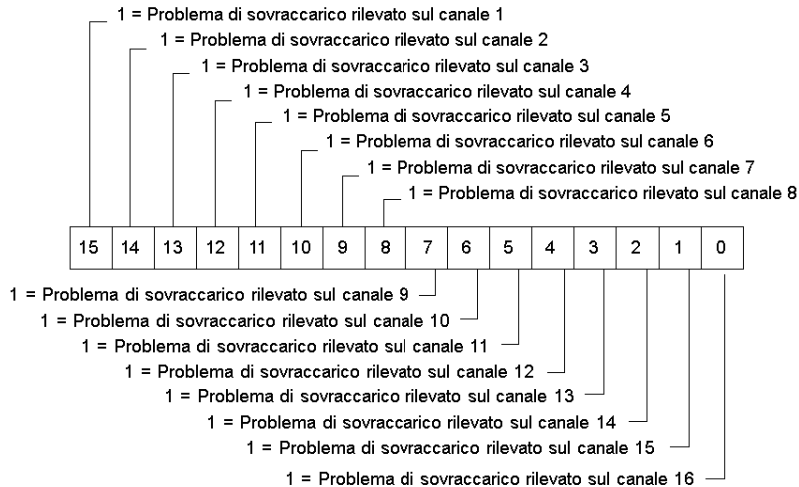 1 = Problema di sovraccarico rilevato sul canale 1
1 = Problema di sovraccarico rilevato sul canale 2
1 = Problema di sovraccarico rilevato sul canale 3
1 = Problema di sovraccarico rilevato sul canale 4
1 = Problema di sovraccarico rilevato sul canale 5
1 = Problema di sovraccarico rilevato sul canale 6
1 = Problema di sovraccarico rilevato sul canale 7
1 = Problema di sovraccarico rilevato sul canale 8
15 14 13 12 11 10 9 8 7 6 5 4 3 2 1 0
1 = Problema di sovraccarico rilevato sul canale 9
1 = Problema di sovraccarico rilevato sul canale 10
1 = Problema di sovraccarico rilevato sul canale 11
1 = Problema di sovraccarico rilevato sul canale 12
1 = Problema di sovraccarico rilevato sul canale 13
1 = Problema di sovraccarico rilevato sul canale 14
1 = Problema di sovraccarico rilevato sul canale 15
1 = Problema di sovraccarico rilevato sul canale 16